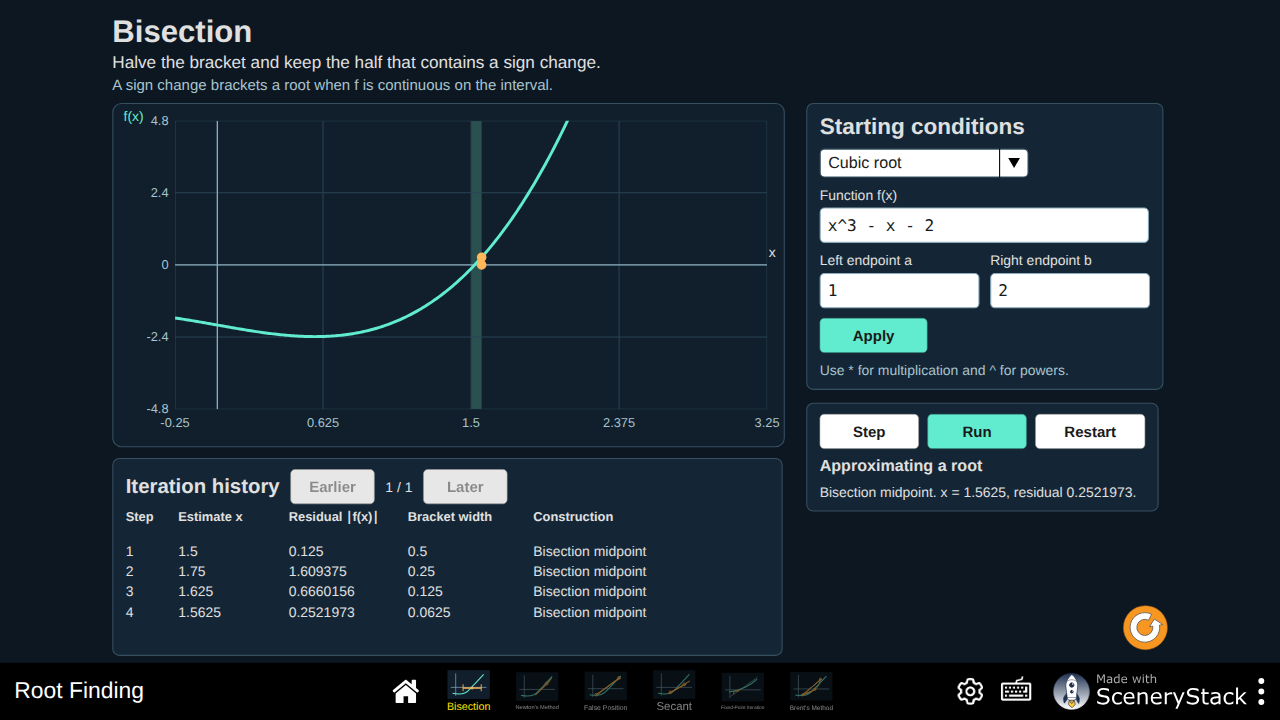 Bisection
Halve the bracket and keep the half that contains a sign change.
A sign change brackets a root when f is continuous on the interval.
f(x)
4.8
2.4
0
-2.4
-4.8
x
-0.25 0.625 1.5 2.375 3.25
Starting conditions
Cubic root
Function f(x)
x^3 - x - 2
Left endpoint a Right endpoint b
1 2
Apply
Use * for multiplication and ^ for powers.
Step Run Restart
Approximating a root
Bisection midpoint. x = 1.5625, residual 0.2521973.
Iteration history Earlier 1 / 1 Later
Step Estimate x Residual |f(x)| Bracket width Construction
1 1.5 0.125 0.5 Bisection midpoint
2 1.75 1.609375 0.25 Bisection midpoint
3 1.625 0.6660156 0.125 Bisection midpoint
4 1.5625 0.2521973 0.0625 Bisection midpoint
Root Finding
Bisection Newton's Method False Position Secant Fixed-Point Iteration Brent's Method
Made with
SceneryStack